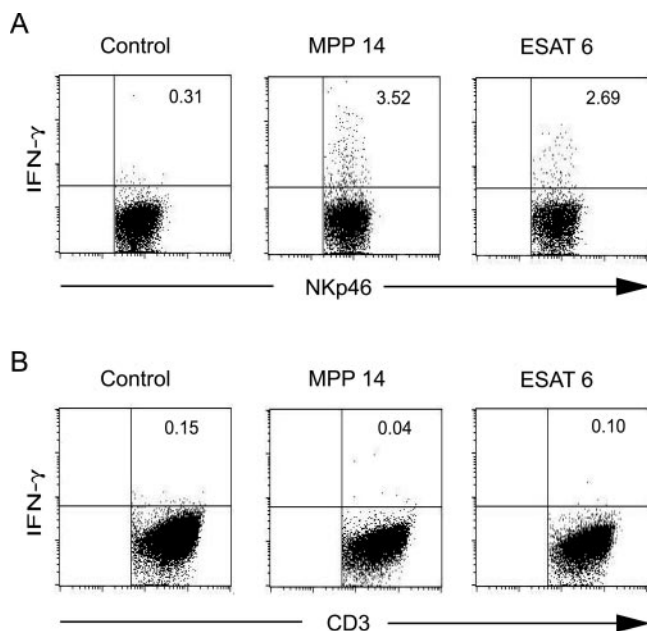 A
Control MPP 14 ESAT 6
IFN-γ
0.31 3.52 2.69
NKp46
B
Control MPP 14 ESAT 6
IFN-γ
0.15 0.04 0.10
CD3